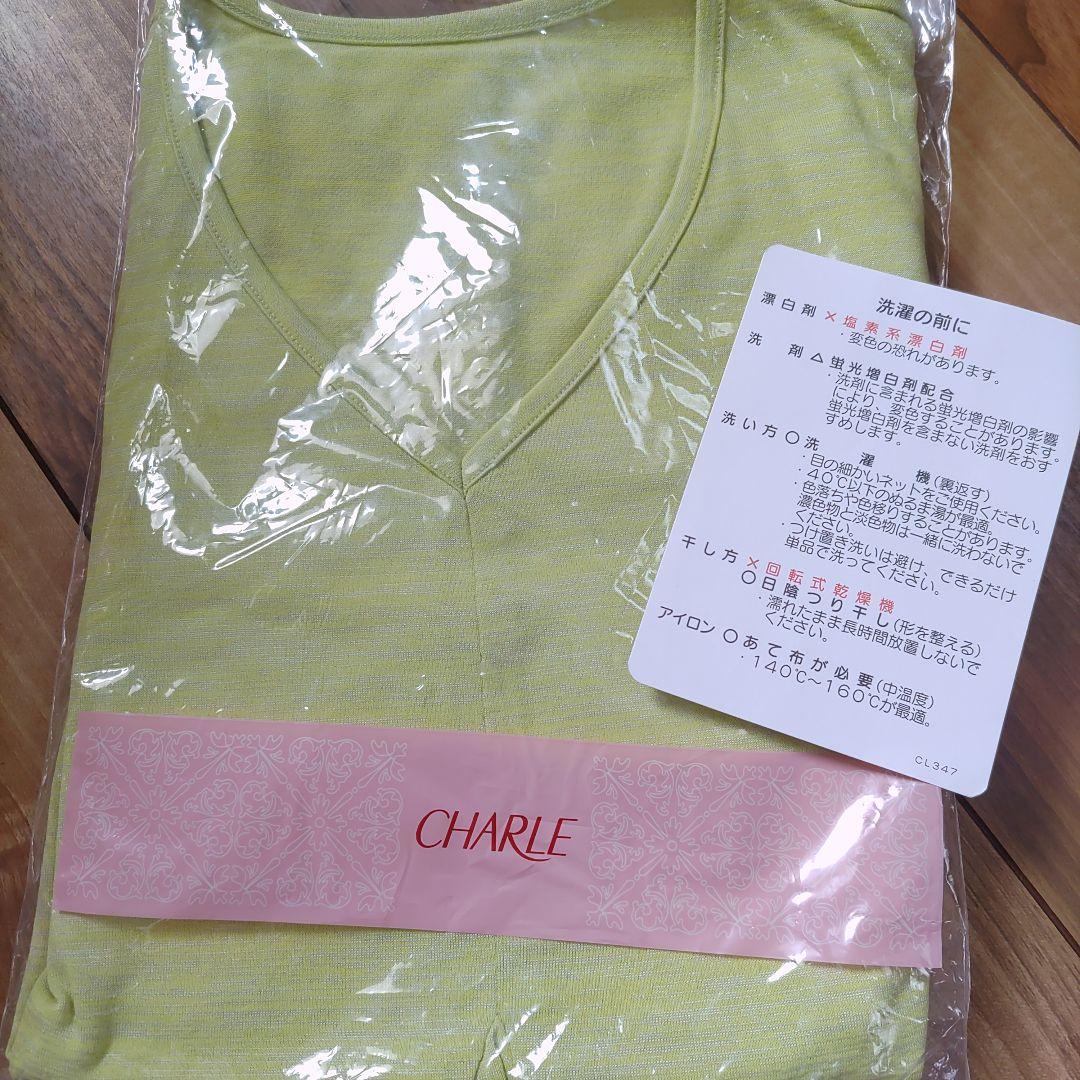 洗濯の前に
漂白剤 × 塩素系漂白剤
・変色の恐れがあります。
洗剤 △ 蛍光増白剤配合
・洗剤に含まれる蛍光増白剤の影響
により、変色することがあります。
蛍光増白剤を含まない洗剤をおす
すめします。
洗い方 〇 洗濯機(裏返す)
・目の細かいネットをご使用ください。
・40℃以下のぬるま湯が最適。
・色落ちや色移りすることがあります。
濃色物と淡色物は一緒に洗わないで
ください。
・つけ置き洗いは避け、できるだけ
単品で洗ってください。
干し方 × 回転式乾燥機
〇 日陰つり干し(形を整える)
・濡れたまま長時間放置しないで
ください。
アイロン 〇 あて布が必要(中温度)
・140℃～160℃が最適。
CL347
CHARLE